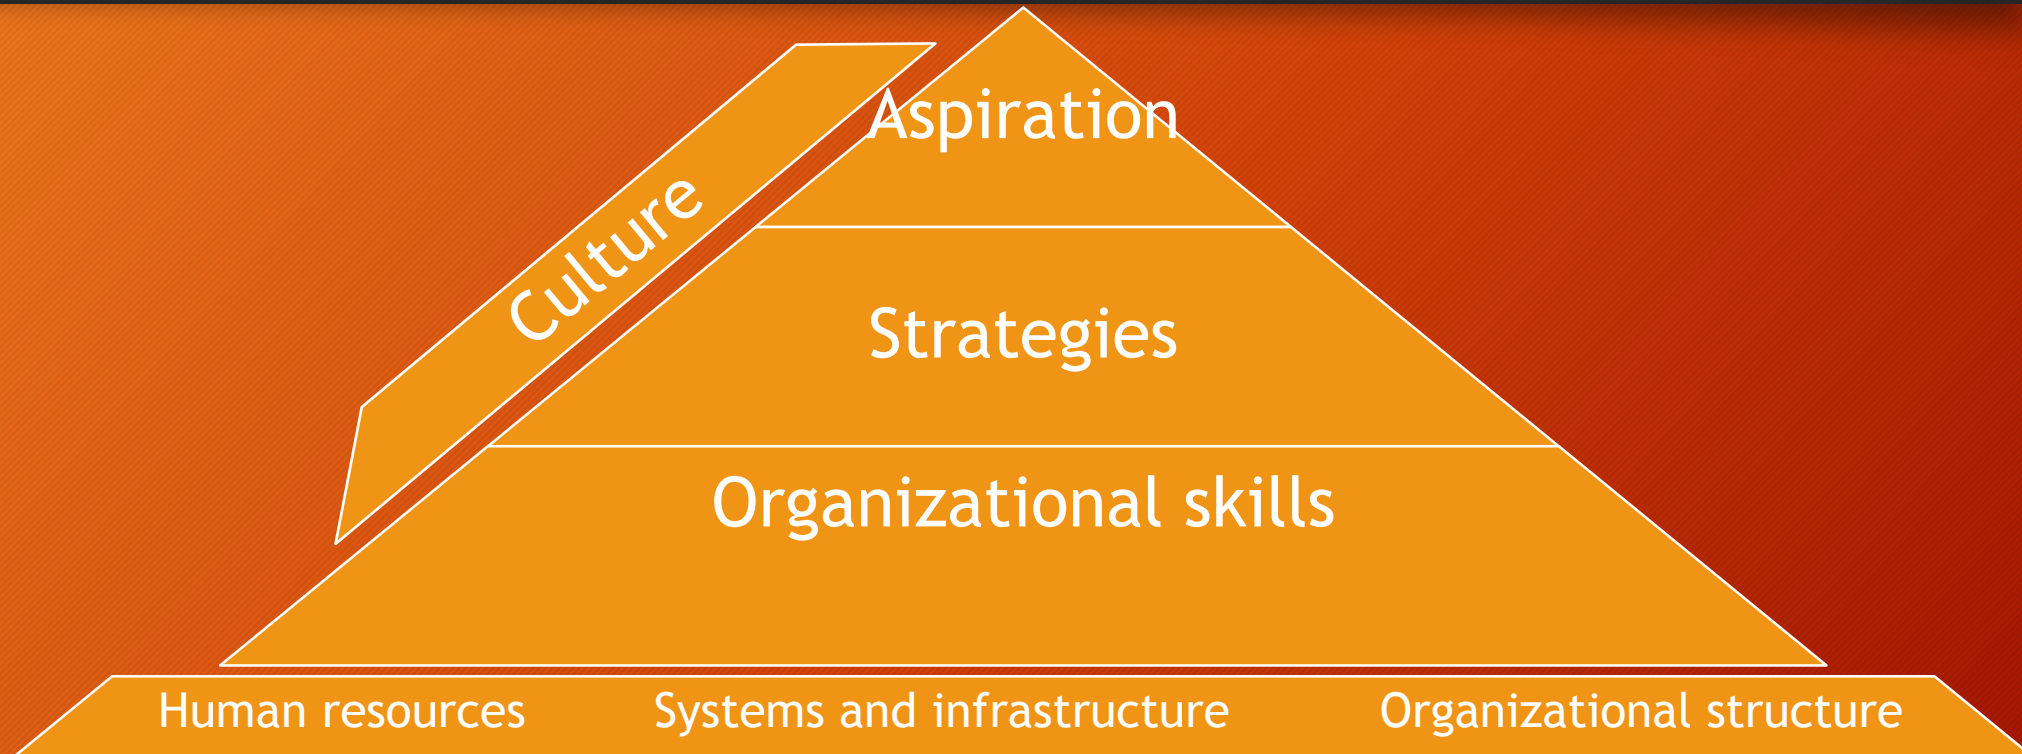 Aspiration
Culture
Strategies
Organizational skills
Human resources
Systems and infrastructure
Organizational structure